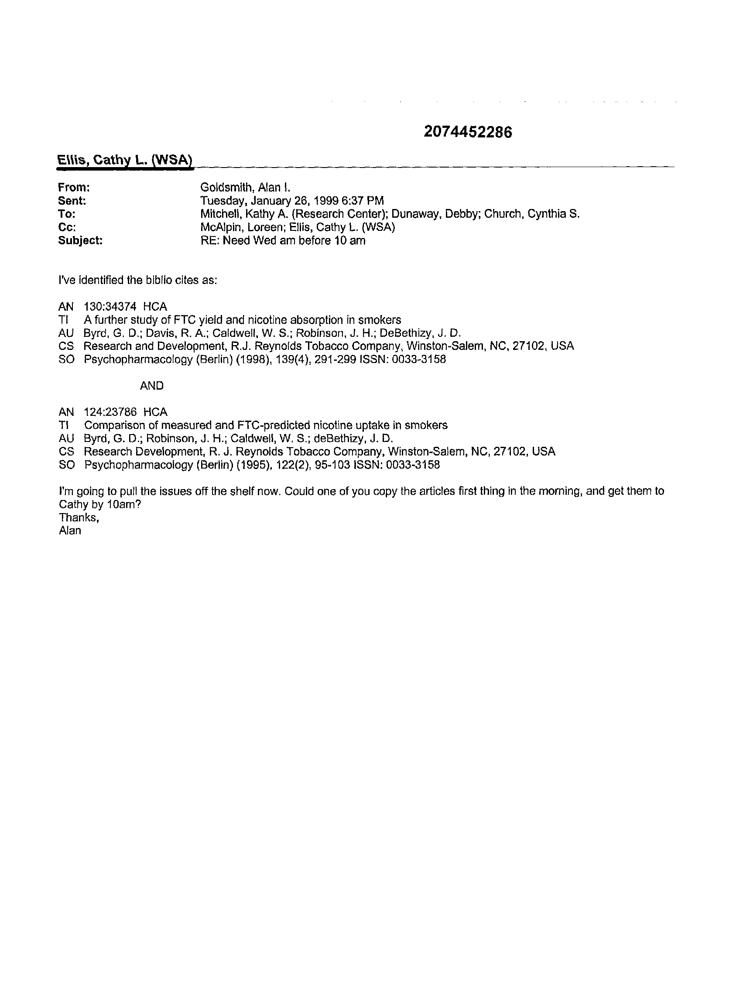 2074452286
Ellis, Cathy L. (WSA)
From: Goldsmith, Alan I.
Sent: Tuesday, January 26, 1999 6:37 PM
To: Mitchell, Kathy A. (Research Center); Dunaway, Debby; Church, Cynthia S.
Cc: McAlpin, Loreen; Ellis, Cathy L. (WSA)
Subject: RE: Need Wed am before 10 am
I've identified the biblio cites as:
AN 130:34374 HCA
TI A further study of FTC yield and nicotine absorption in smokers
AU Byrd, G. D.; Davis, R. A.; Caldwell, W. S.; Robinson, J. H.; DeBethizy, J. D.
CS Research and Development, R.J. Reynolds Tobacco Company, Winston-Salem, NC, 27102, USA
SO Psychopharmacology (Berlin) (1998), 139(4), 291-299 ISSN: 0033-3158
AND
AN 124:23786 HCA
TI Comparison of measured and FTC-predicted nicotine uptake in smokers
AU Byrd, G. D.; Robinson, J. H.; Caldwell, W. S.; deBethizy, J. D.
CS Research Development, R. J. Reynolds Tobacco Company, Winston-Salem, NC, 27102, USA
SO Psychopharmacology (Berlin) (1995), 122(2), 95-103 ISSN: 0033-3158
I'm going to pull the issues off the shelf now. Could one of you copy the articles first thing in the morning, and get them to
Cathy by 10am?
Thanks,
Alan